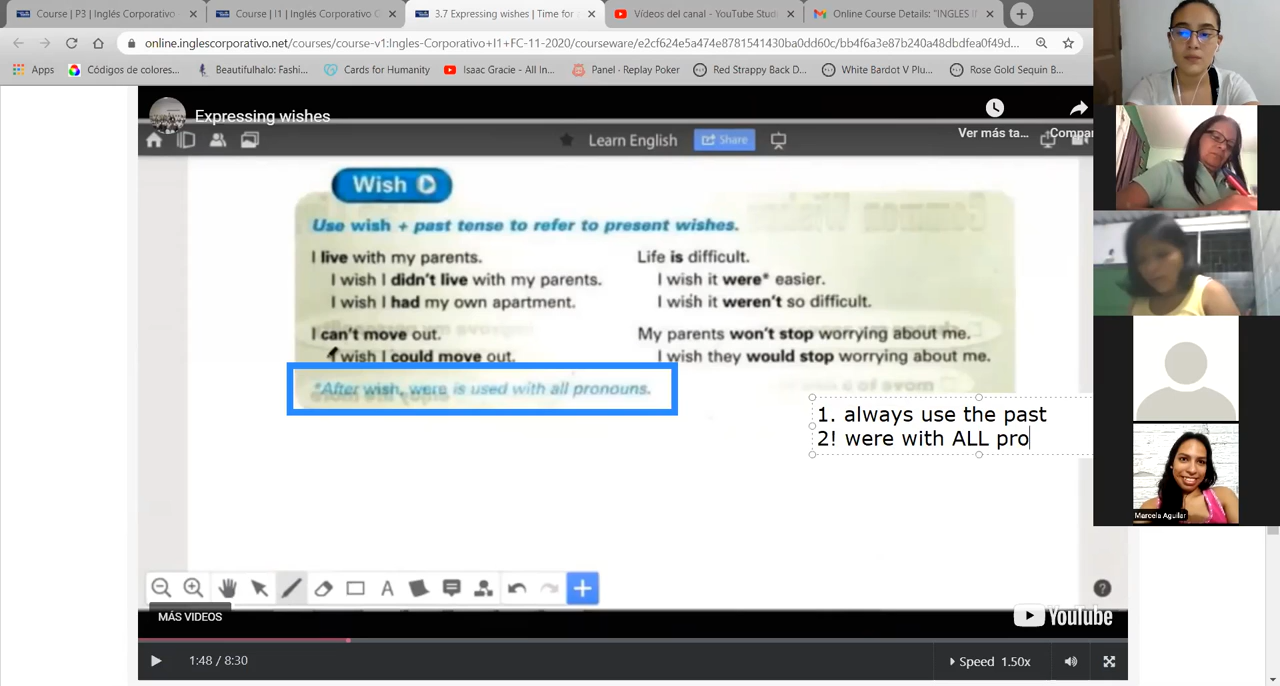 Course | P3 | Inglés Corporativo
Course | I1 | Inglés Corporativo C
3.7 Expressing wishes | Time for
Vídeos del canal - YouTube Stud
Online Course Details: "INGLES I
online.inglescorporativo.net/courses/course-v1:Ingles-Corporativo+I1+FC-11-2020/courseware/e2cf624e5a474e8781541430ba0dd60c/bb4f6a3e87b240a48dbdfea0f49d...
Apps
Códigos de colores...
Beautifulhalo: Fashi...
Cards for Humanity
Isaac Gracie - All In...
Panel · Replay Poker
Red Strappy Back D...
White Bardot V Plu...
Rose Gold Sequin B...
Expressing wishes
Ver más ta...
Compar
Learn English
Share
Wish
Use wish + past tense to refer to present wishes.
I live with my parents.
I wish I didn't live with my parents.
I wish I had my own apartment.
I can't move out.
I wish I could move out.
*After wish, were is used with all pronouns.
Life is difficult.
I wish it were* easier.
I wish it weren't so difficult.
My parents won't stop worrying about me.
I wish they would stop worrying about me.
1. always use the past
2! were with ALL pro
MÁS VIDEOS
YouTube
1:48 / 8:30
Speed 1.50x
Marcela Aguilar